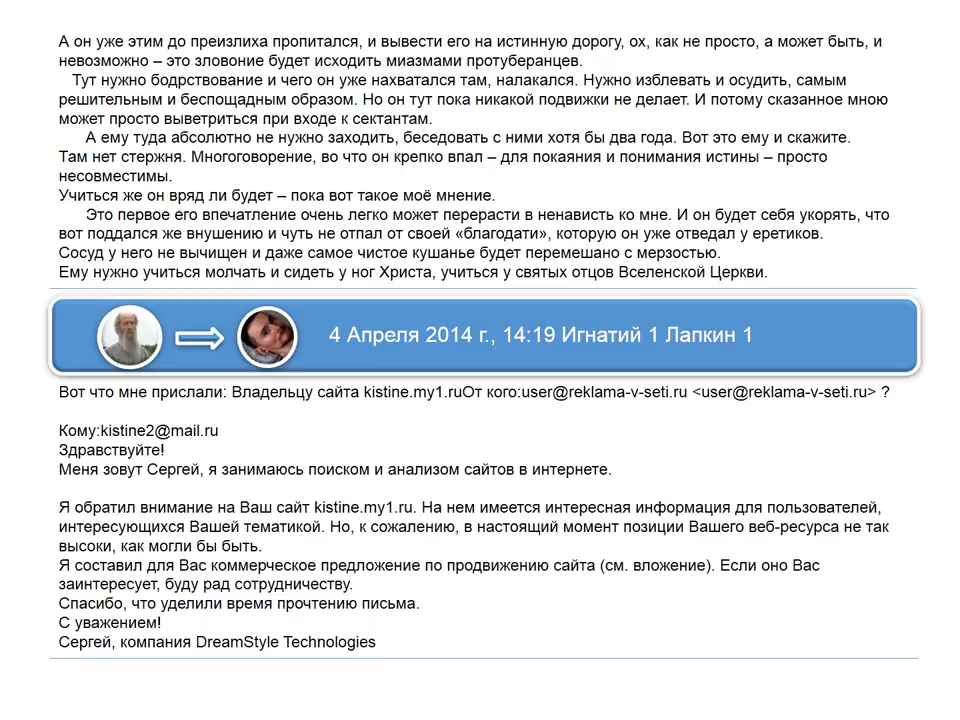 А он уже этим до преизлиха пропитался, и вывести его на истинную дорогу, ох, как не просто, а может быть, и
невозможно – это зловоние будет исходить миазмами протуберанцев.
Тут нужно бодрствование и чего он уже нахватался там, налакался. Нужно изблевать и осудить, самым
решительным и беспощадным образом. Но он тут пока никакой подвижки не делает. И потому сказанное мною
может просто выветриться при входе к сектантам.
А ему туда абсолютно не нужно заходить, беседовать с ними хотя бы два года. Вот это ему и скажите.
Там нет стержня. Многоговорение, во что он крепко впал – для покаяния и понимания истины – просто
несовместимы.
Учиться же он вряд ли будет – пока вот такое моё мнение.
Это первое его впечатление очень легко может перерасти в ненависть ко мне. И он будет себя укорять, что
вот поддался же внушению и чуть не отпал от своей «благодати», которую он уже отведал у еретиков.
Сосуд у него не вычищен и даже самое чистое кушанье будет перемешано с мерзостью.
Ему нужно учиться молчать и сидеть у ног Христа, учиться у святых отцов Вселенской Церкви.
4 Апреля 2014 г., 14:19 Игнатий 1 Лапкин 1
Вот что мне прислали: Владельцу сайта kistine.my1.ruОт кого:user@reklama-v-seti.ru <user@reklama-v-seti.ru> ?
Кому:kistine2@mail.ru
Здравствуйте!
Меня зовут Сергей, я занимаюсь поиском и анализом сайтов в интернете.
Я обратил внимание на Ваш сайт kistine.my1.ru. На нем имеется интересная информация для пользователей,
интересующихся Вашей тематикой. Но, к сожалению, в настоящий момент позиции Вашего веб-ресурса не так
высоки, как могли бы быть.
Я составил для Вас коммерческое предложение по продвижению сайта (см. вложение). Если оно Вас
заинтересует, буду рад сотрудничеству.
Спасибо, что уделили время прочтению письма.
С уважением!
Сергей, компания DreamStyle Technologies